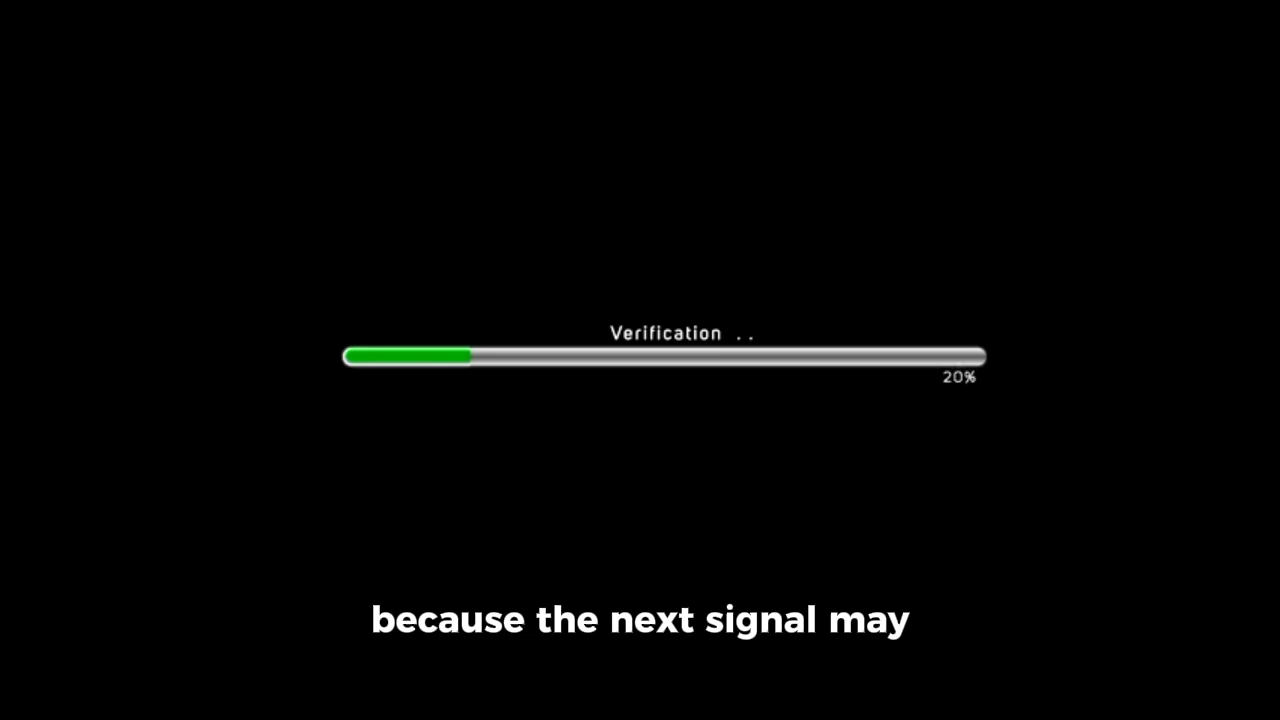 Verification . .
20%
because the next signal may